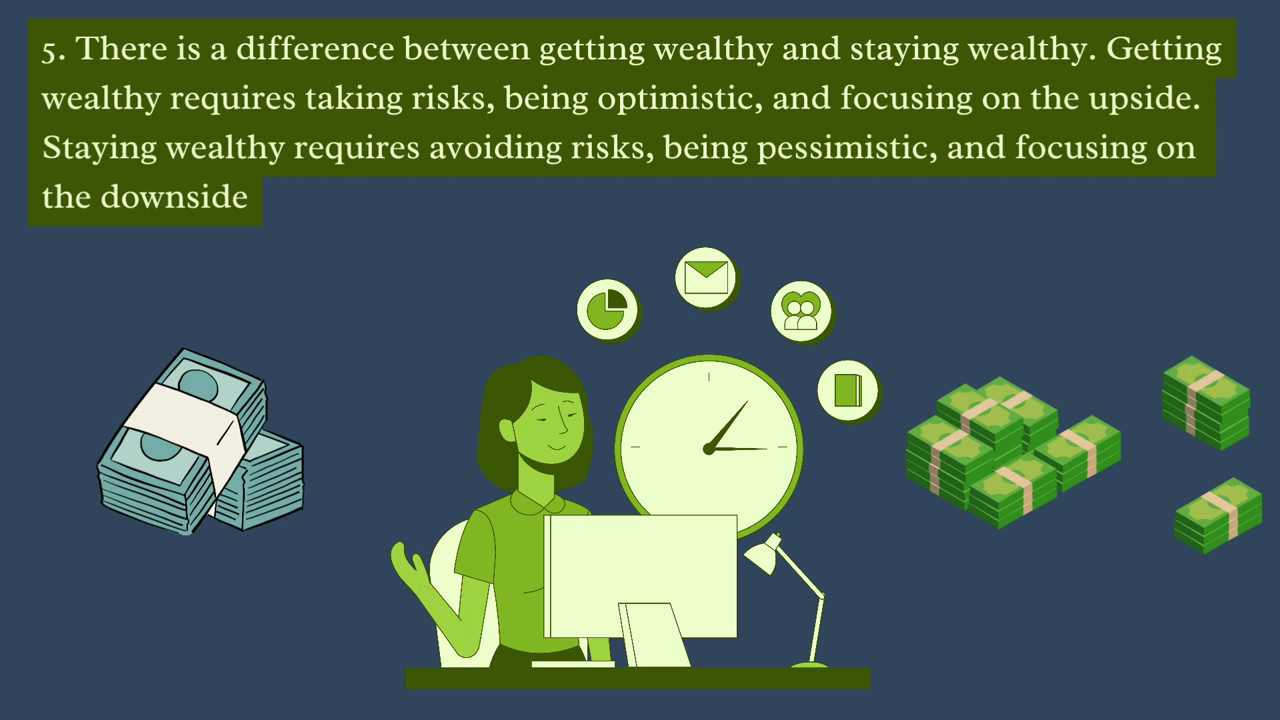 5. There is a difference between getting wealthy and staying wealthy. Getting
wealthy requires taking risks, being optimistic, and focusing on the upside.
Staying wealthy requires avoiding risks, being pessimistic, and focusing on
the downside